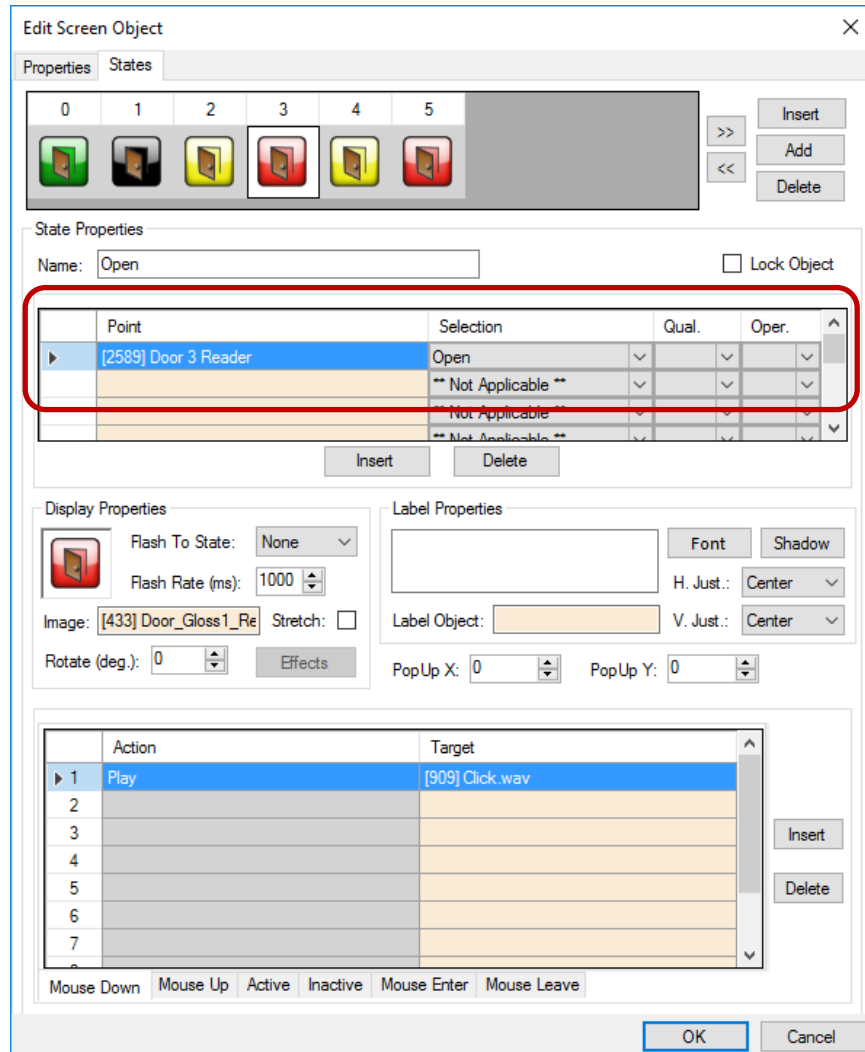 Edit Screen Object
Properties States
0 1 2 3 4 5
>> Insert
Add
<< Delete
State Properties
Name: Open Lock Object
Point Selection Qual. Oper.
[2589] Door 3 Reader Open
** Not Applicable **
** Not Applicable **
** Not Applicable **
Insert Delete
Display Properties Label Properties
Flash To State: None Font Shadow
Flash Rate (ms): 1000 H. Just.: Center
Image: [433] Door_Gloss1_Re Stretch: Label Object: V. Just.: Center
Rotate (deg.): 0 Effects PopUp X: 0 PopUp Y: 0
Action Target
1 Play [909] Click.wav
2
3 Insert
4
5 Delete
6
7
Mouse Down Mouse Up Active Inactive Mouse Enter Mouse Leave
OK Cancel